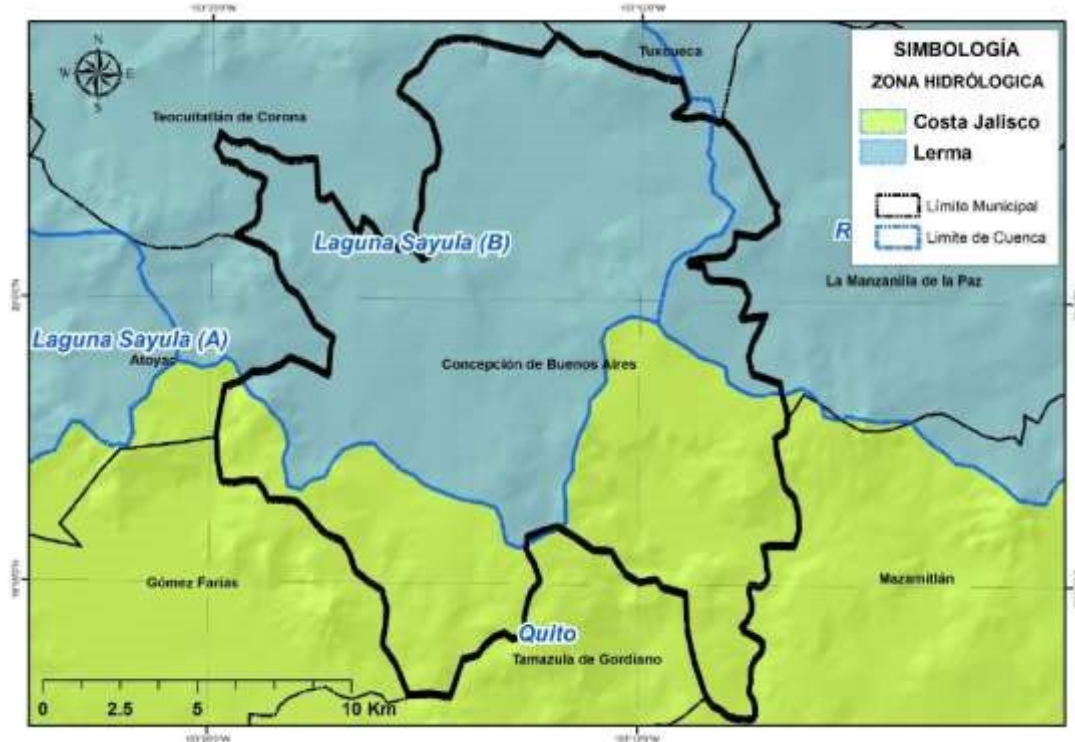 N
W E
S
Tuxcueca
Teocuitatlán de Corona
SIMBOLOGÍA
ZONA HIDRÓLOGICA
Costa Jalisco
Lerma
Límite Municipal
Limite de Cuenca
Laguna Sayula (B)
R
La Manzanilla de la Paz
Laguna Sayula (A)
Atoyac
Concepción de Buenos Aires
Gómez Farías
Mazamitlán
Quito
Tamazula de Gordiano
0 2.5 5 10 Km